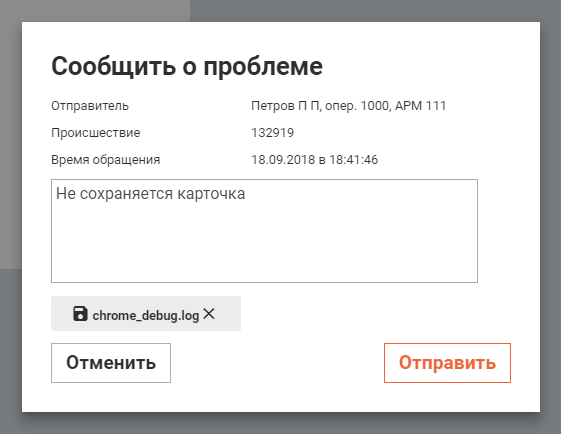 Сообщить о проблеме
Отправитель Петров П П, опер. 1000, АРМ 111
Происшествие 132919
Время обращения 18.09.2018 в 18:41:46
Не сохраняется карточка
chrome_debug.log
Отменить Отправить